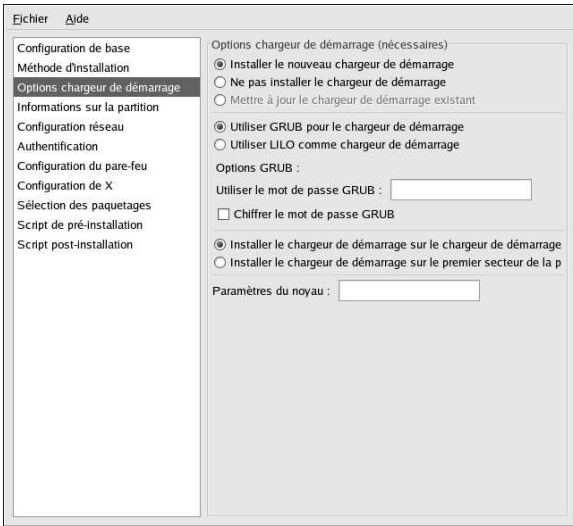 Fichier Aide
Configuration de base
Méthode d'installation
Options chargeur de démarrage
Informations sur la partition
Configuration réseau
Authentification
Configuration du pare-feu
Configuration de X
Sélection des paquetages
Script de pré-installation
Script post-installation
Options chargeur de démarrage (nécessaires)
Installer le nouveau chargeur de démarrage
Ne pas installer le chargeur de démarrage
Mettre à jour le chargeur de démarrage existant
Utiliser GRUB pour le chargeur de démarrage
Utiliser LILO comme chargeur de démarrage
Options GRUB :
Utiliser le mot de passe GRUB :
Chiffrer le mot de passe GRUB
Installer le chargeur de démarrage sur le chargeur de démarrage
Installer le chargeur de démarrage sur le premier secteur de la p
Paramètres du noyau :